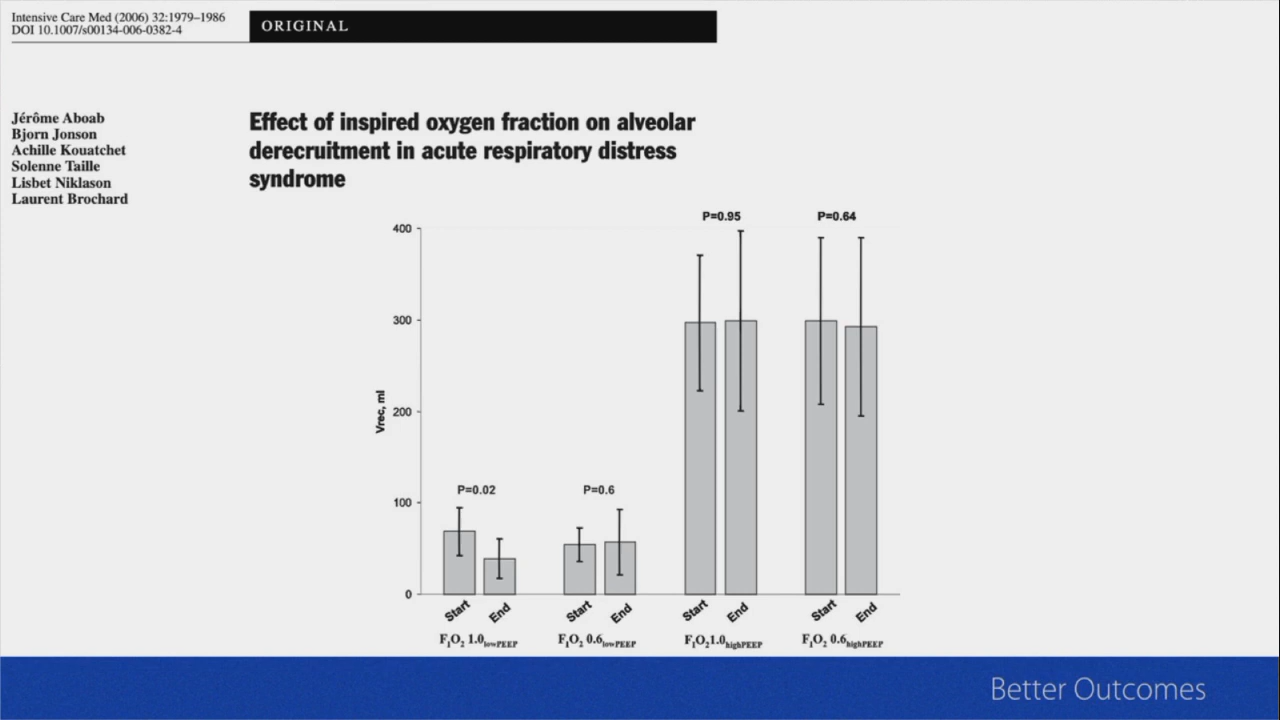 Intensive Care Med (2006) 32:1979–1986
DOI 10.1007/s00134-006-0382-4
ORIGINAL
Jérôme Aboab
Bjorn Jonson
Achille Kouatchet
Solenne Taille
Lisbet Niklason
Laurent Brochard
Effect of inspired oxygen fraction on alveolar
derecruitment in acute respiratory distress
syndrome
P=0.95 P=0.64
400
300
Vrec, ml
200
100
0
P=0.02 P=0.6
Start End Start End Start End Start End
FIO2 1.0lowPEEP FIO2 0.6lowPEEP FIO21.0highPEEP FIO2 0.6highPEEP
Better Outcomes